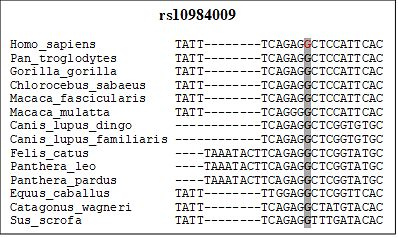 rs10984009
Homo_sapiens TATT--------TCAGAGGCTCCATTCAC
Pan_troglodytes TATT--------TCAGAGGCTCCATTCAC
Gorilla_gorilla TATT--------TCAGAGGCTCCATTCAC
Chlorocebus_sabaeus TATT--------TCAGAGGCTCCATTCAC
Macaca_fascicularis TATT--------TCAGAGGCTCCATTCAC
Macaca_mulatta TATT--------TCAGGGGCTCCATTCAC
Canis_lupus_dingo ------------TCAGAGGCTCGGTGTGC
Canis_lupus_familiaris ------------TCAGAGGCTCGGTGTGC
Felis_catus ----TAAATACTTCAGAGGCTCGGTATGC
Panthera_leo ----TAAATACTTCAGAGGCTCGGTATGC
Panthera_pardus ----TAAATACTTCAGAGGCTCGGTATGC
Equus_caballus TATT--------TTGGAGGCTCGGTTCAC
Catagonus_wagneri TATT--------TCAGAGGCTATGTACAC
Sus_scrofa TATT--------TCAGAGGTTTGATACAC